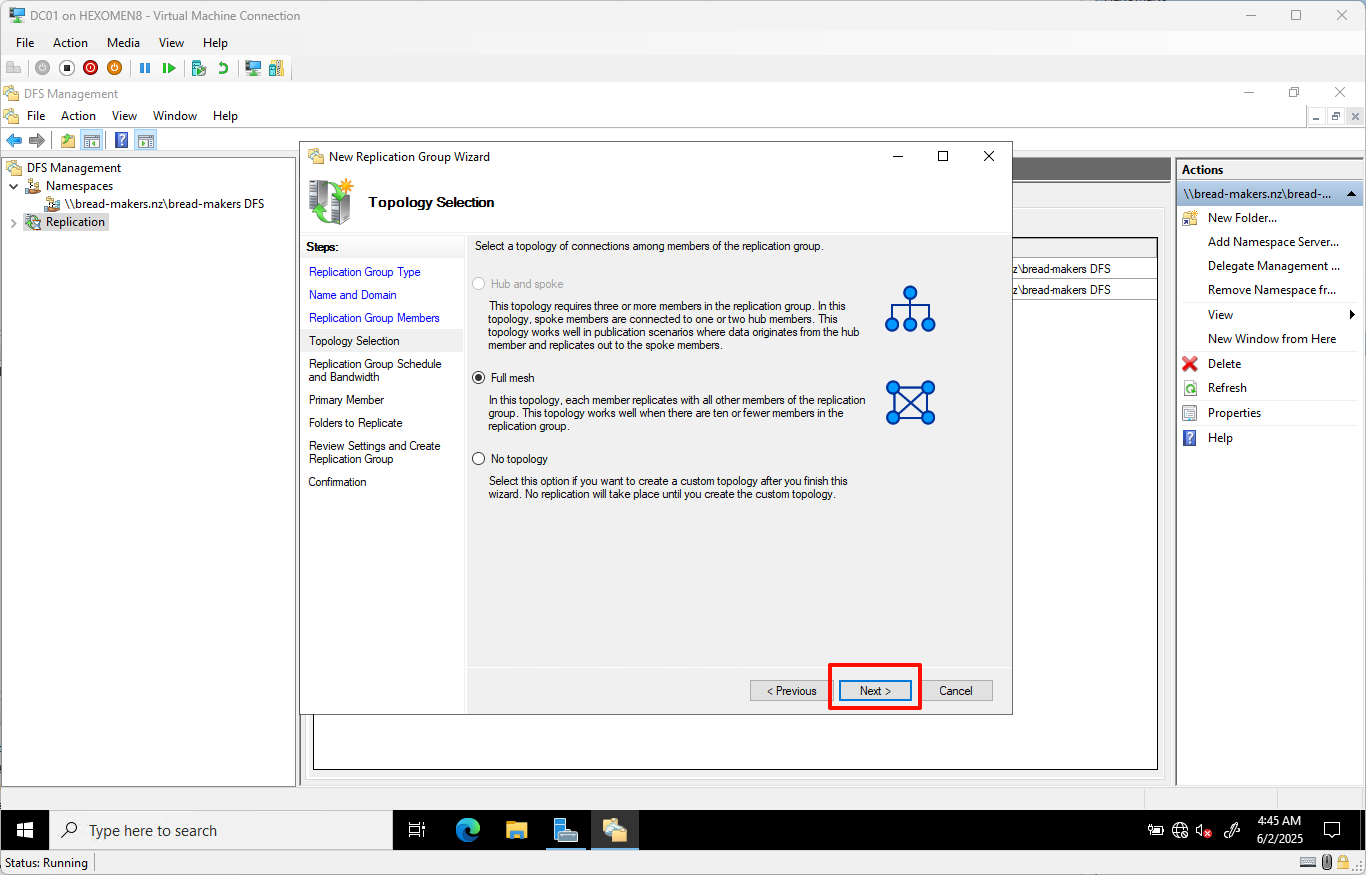 DC01 on HEXOMEN8 - Virtual Machine Connection
File Action Media View Help
DFS Management
File Action View Window Help
DFS Management
Namespaces
\\bread-makers.nz\bread-makers DFS
Replication
New Replication Group Wizard
Topology Selection
Steps:
Replication Group Type
Name and Domain
Replication Group Members
Topology Selection
Replication Group Schedule
and Bandwidth
Primary Member
Folders to Replicate
Review Settings and Create
Replication Group
Confirmation
Select a topology of connections among members of the replication group.
Hub and spoke
This topology requires three or more members in the replication group. In this
topology, spoke members are connected to one or two hub members. This
topology works well in publication scenarios where data originates from the hub
member and replicates out to the spoke members.
Full mesh
In this topology, each member replicates with all other members of the replication
group. This topology works well when there are ten or fewer members in the
replication group.
No topology
Select this option if you want to create a custom topology after you finish this
wizard. No replication will take place until you create the custom topology.
< Previous Next > Cancel
z\bread-makers DFS
z\bread-makers DFS
Actions
\\bread-makers.nz\bread-...
New Folder...
Add Namespace Server...
Delegate Management ...
Remove Namespace fr...
View
New Window from Here
Delete
Refresh
Properties
Help
Type here to search
4:45 AM
6/2/2025
Status: Running